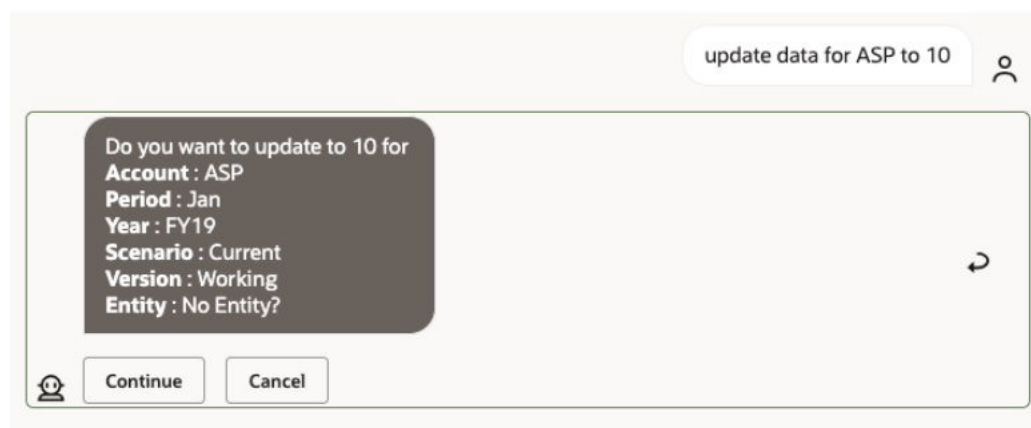 update data for ASP to 10
Do you want to update to 10 for
Account : ASP
Period : Jan
Year : FY19
Scenario : Current
Version : Working
Entity : No Entity?
Continue Cancel